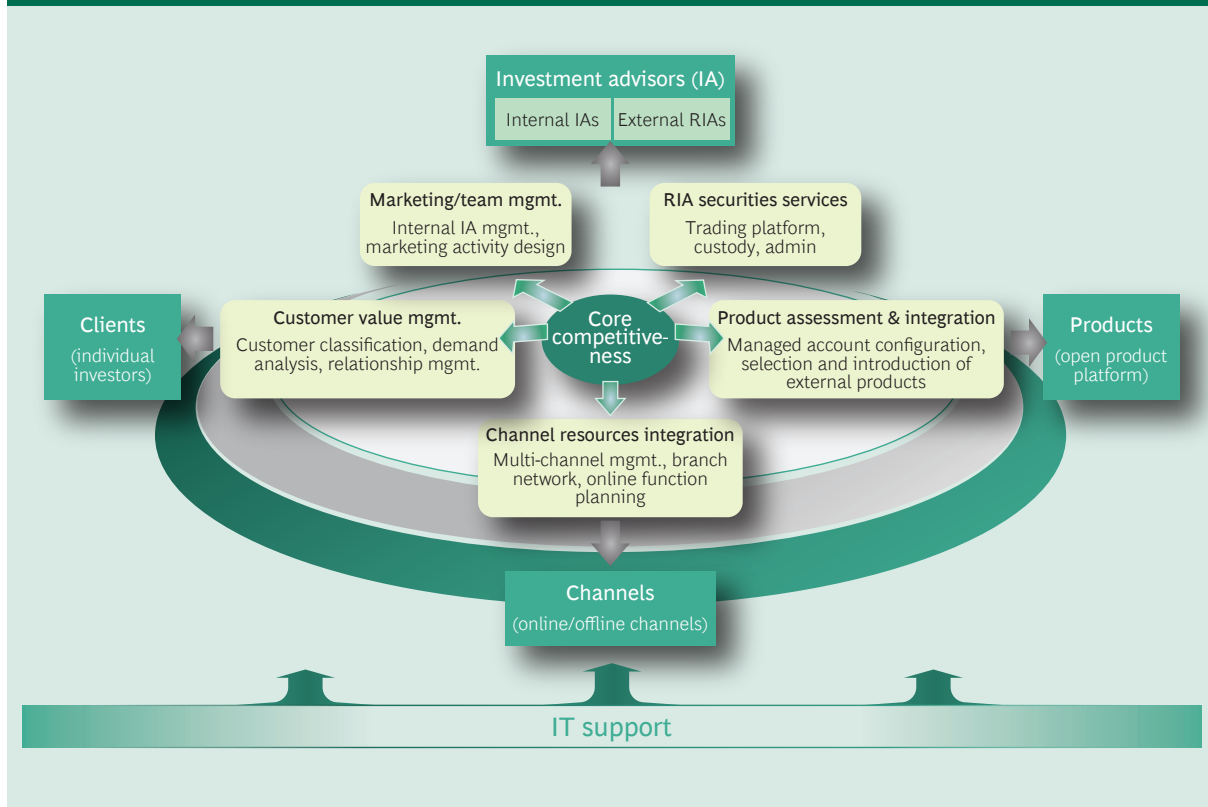 Investment advisors (IA)
Internal IAs
External RIAs
Marketing/team mgmt.
Internal IA mgmt.,
marketing activity design
RIA securities services
Trading platform,
custody, admin
Clients
(individual
investors)
Customer value mgmt.
Customer classification, demand
analysis, relationship mgmt.
Core
competitive-
ness
Product assessment & integration
Managed account configuration,
selection and introduction of
external products
Products
(open product
platform)
Channel resources integration
Multi-channel mgmt., branch
network, online function
planning
Channels
(online/offline channels)
IT support